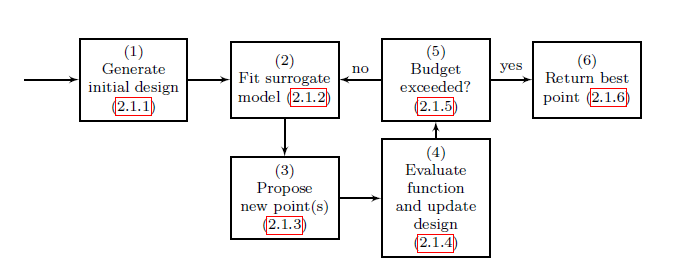 (1)
Generate
initial design
(2.1.1)
(2)
Fit surrogate
model (2.1.2)
no
(5)
Budget
exceeded?
(2.1.5)
yes
(6)
Return best
point (2.1.6)
(3)
Propose
new point(s)
(2.1.3)
(4)
Evaluate
function
and update
design
(2.1.4)